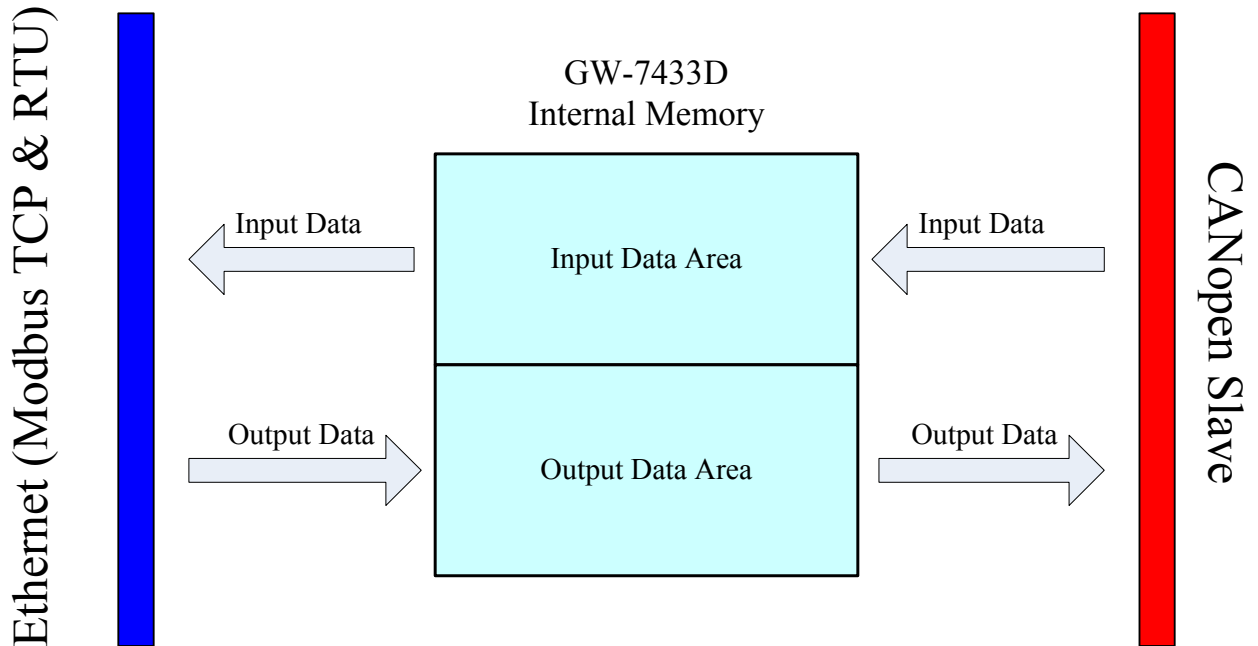 Ethernet (Modbus TCP & RTU)
GW-7433D
Internal Memory
Input Data
Input Data Area
Input Data
Output Data
Output Data Area
Output Data
CANopen Slave